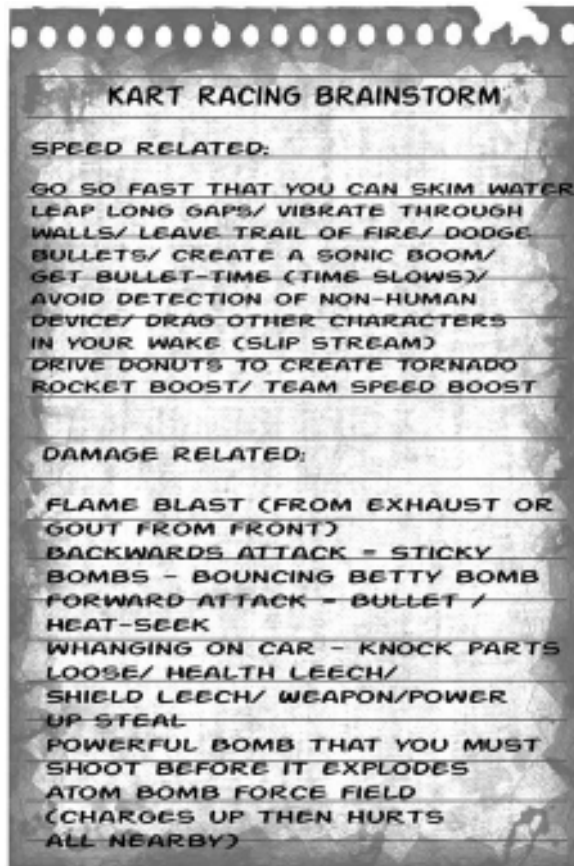 KART RACING BRAINSTORM
SPEED RELATED:
GO SO FAST THAT YOU CAN SKIM WATER
LEAP LONG GAPS/ VIBRATE THROUGH
WALLS/ LEAVE TRAIL OF FIRE/ DODGE
BULLETS/ CREATE A SONIC BOOM/
GET BULLET-TIME (TIME SLOWS)/
AVOID DETECTION OF NON-HUMAN
DEVICE/ DRAG OTHER CHARACTERS
IN YOUR WAKE (SLIP STREAM)
DRIVE DONUTS TO CREATE TORNADO
ROCKET BOOST/ TEAM SPEED BOOST
DAMAGE RELATED:
FLAME BLAST (FROM EXHAUST OR
GOUT FROM FRONT)
BACKWARDS ATTACK = STICKY
BOMBS - BOUNCING BETTY BOMB
FORWARD ATTACK = BULLET /
HEAT-SEEK
WHANGING ON CAR - KNOCK PARTS
LOOSE/ HEALTH LEECH/
SHIELD LEECH/ WEAPON/POWER
UP STEAL
POWERFUL BOMB THAT YOU MUST
SHOOT BEFORE IT EXPLODES
ATOM BOMB FORCE FIELD
(CHARGES UP THEN HURTS
ALL NEARBY)